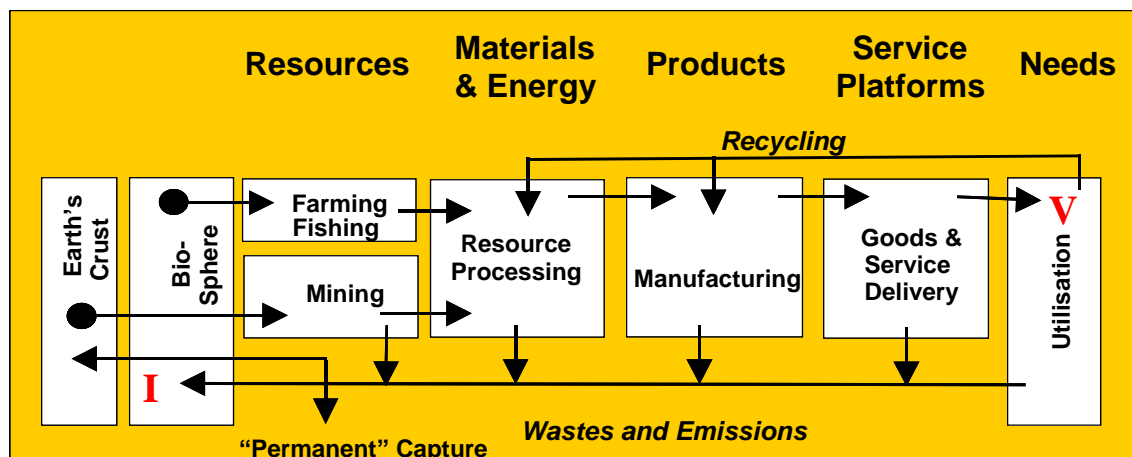 Resources
Materials
& Energy
Products
Service
Platforms
Needs
Recycling
Earth's
Crust
Bio-
Sphere
Farming
Fishing
Mining
Resource
Processing
Manufacturing
Goods &
Service
Delivery
V
Utilisation
I
"Permanent" Capture
Wastes and Emissions